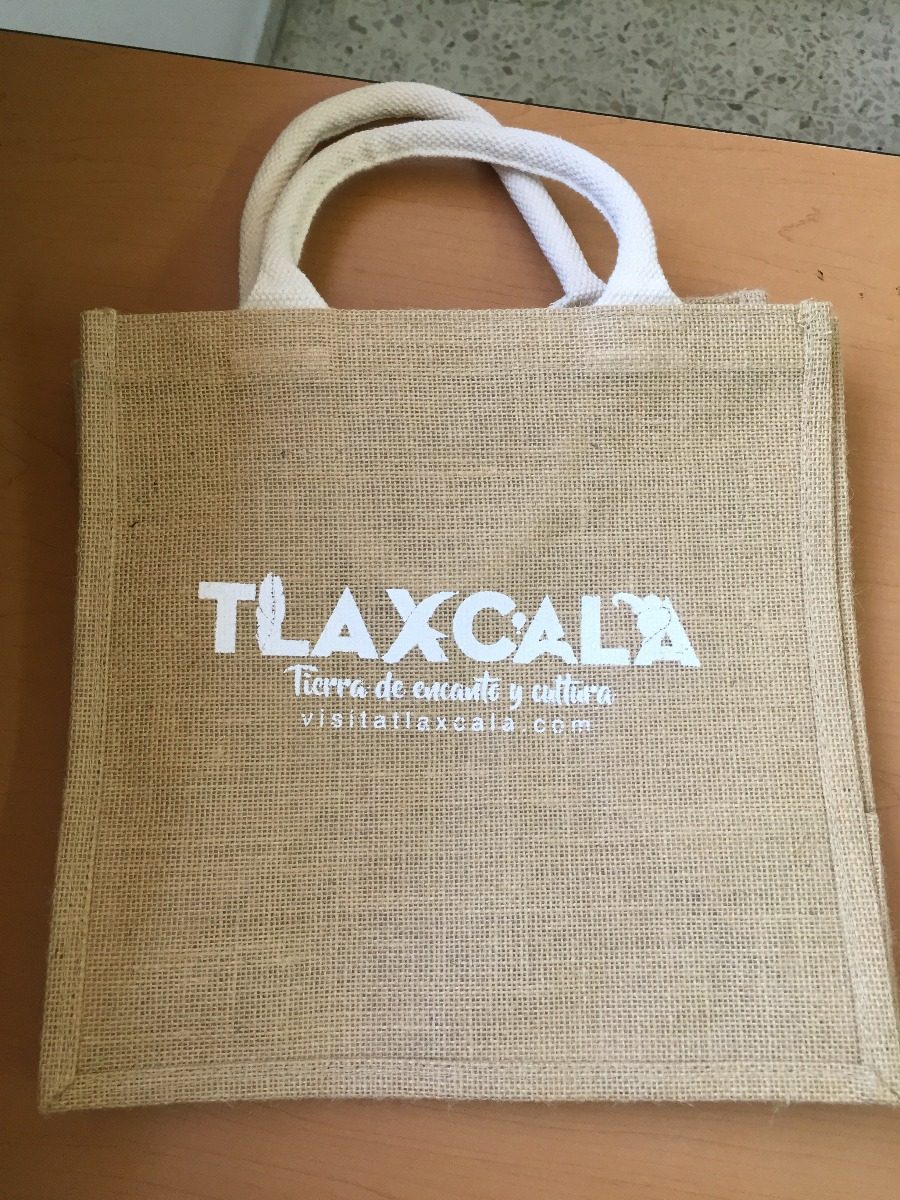 TLAXCALA
Tierra de encanto y cultura
visitatlaxcala.com